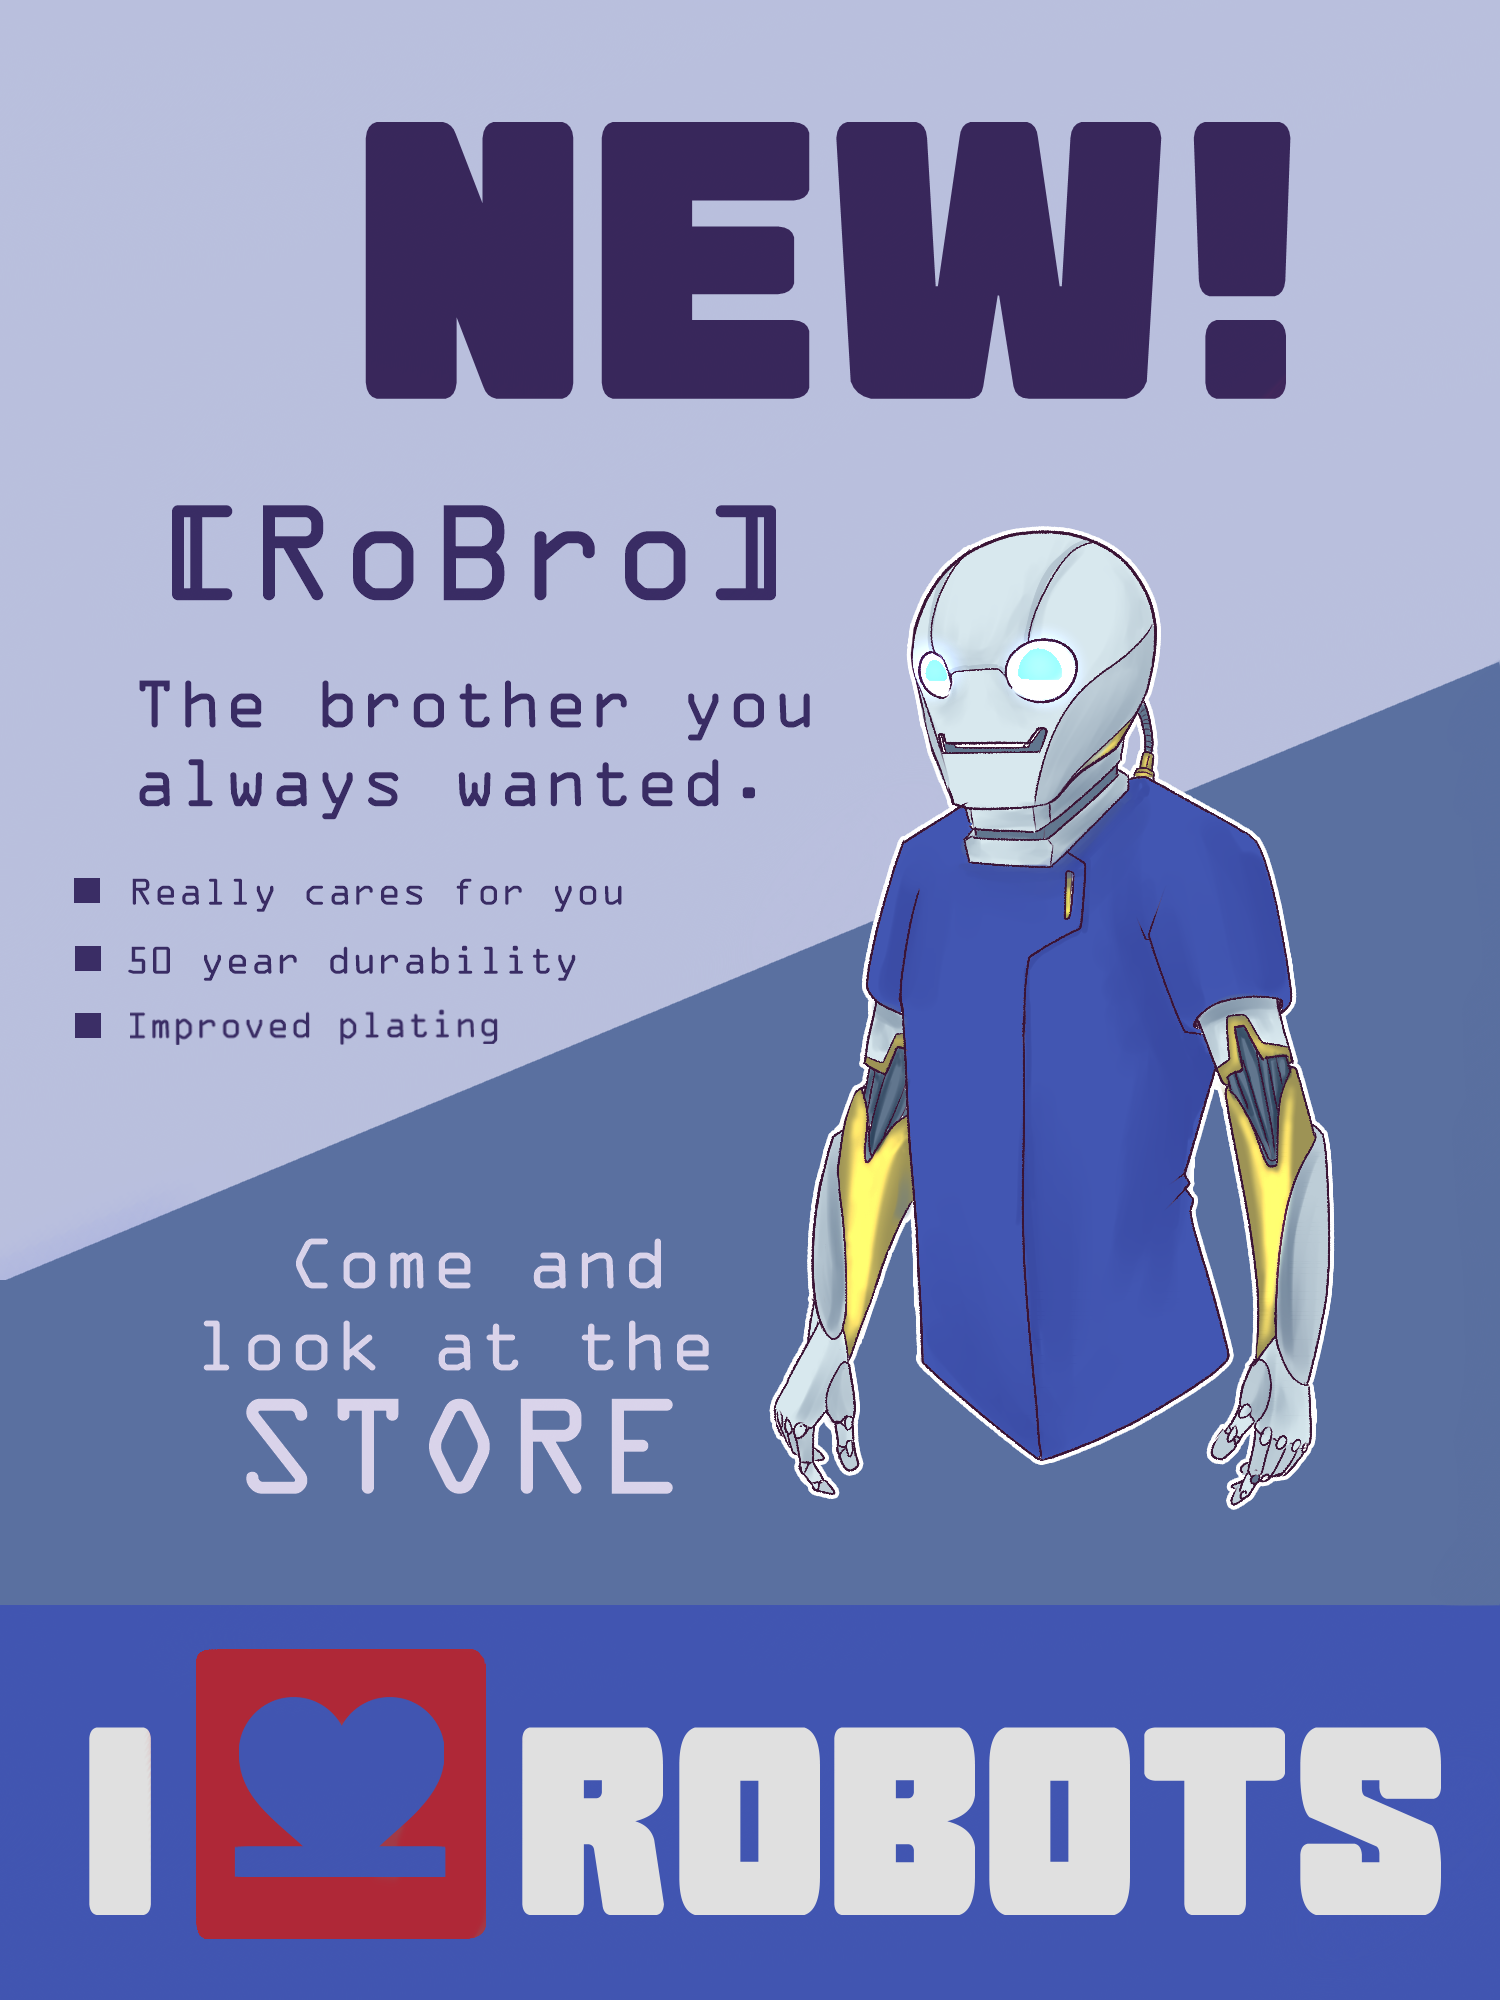 NEW!
[RoBro]
The brother you
always wanted.
Really cares for you
50 year durability
Improved plating
Come and
look at the
STORE
I ROBOTS